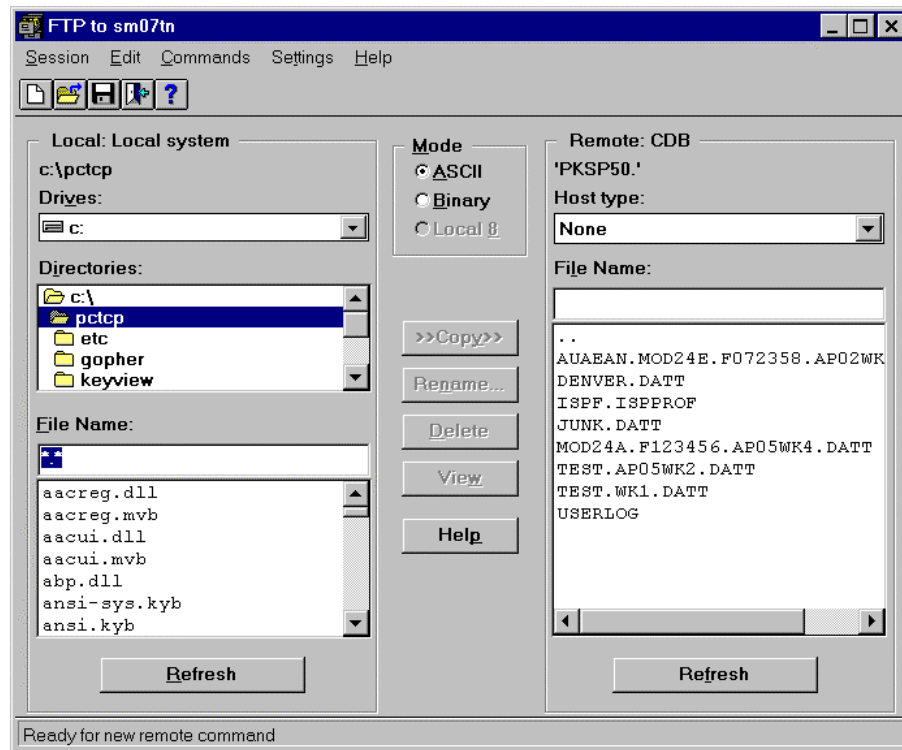 FTP to sm07tn
Session Edit Commands Settings Help
Local: Local system
c:\pctcp
Drives:
c:
Directories:
c:\
pctcp
etc
gopher
keyview
File Name:
*.*
aacreg.dll
aacreg.mvb
aacui.dll
aacui.mvb
abp.dll
ansi-sys.kyb
ansi.kyb
Refresh
Mode
ASCII
Binary
Local 8
>>Copy>>
Rename...
Delete
View
Help
Remote: CDB
'PKSP50.'
Host type:
None
File Name:
..
AUAEAN.MOD24E.F072358.AP02WK
DENVER.DATT
ISPF.ISPPROF
JUNK.DATT
MOD24A.F123456.AP05WK4.DATT
TEST.AP05WK2.DATT
TEST.WK1.DATT
USERLOG
Refresh
Ready for new remote command